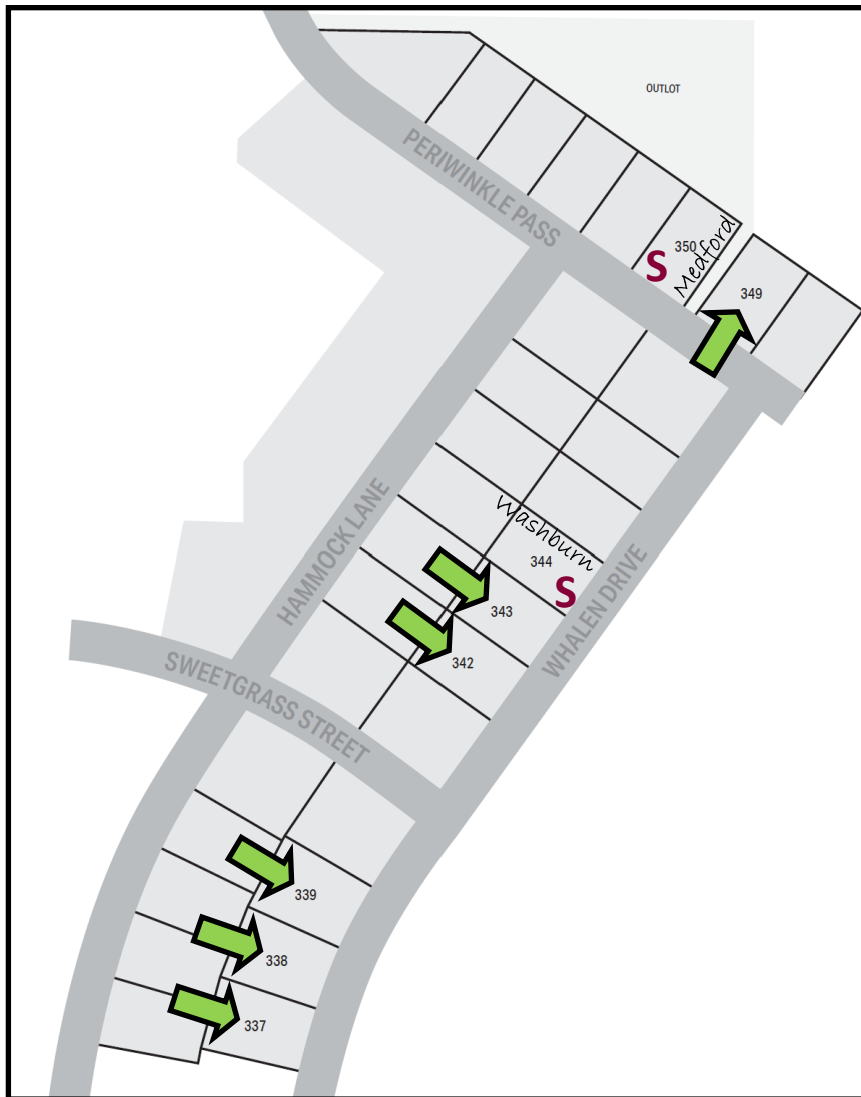 OUTLOT
PERIWINKLE PASS
350
Medford
S
349
HAMMOCK LANE
Washburn
344
S
343
WHALEN DRIVE
342
SWEETGRASS STREET
339
338
337